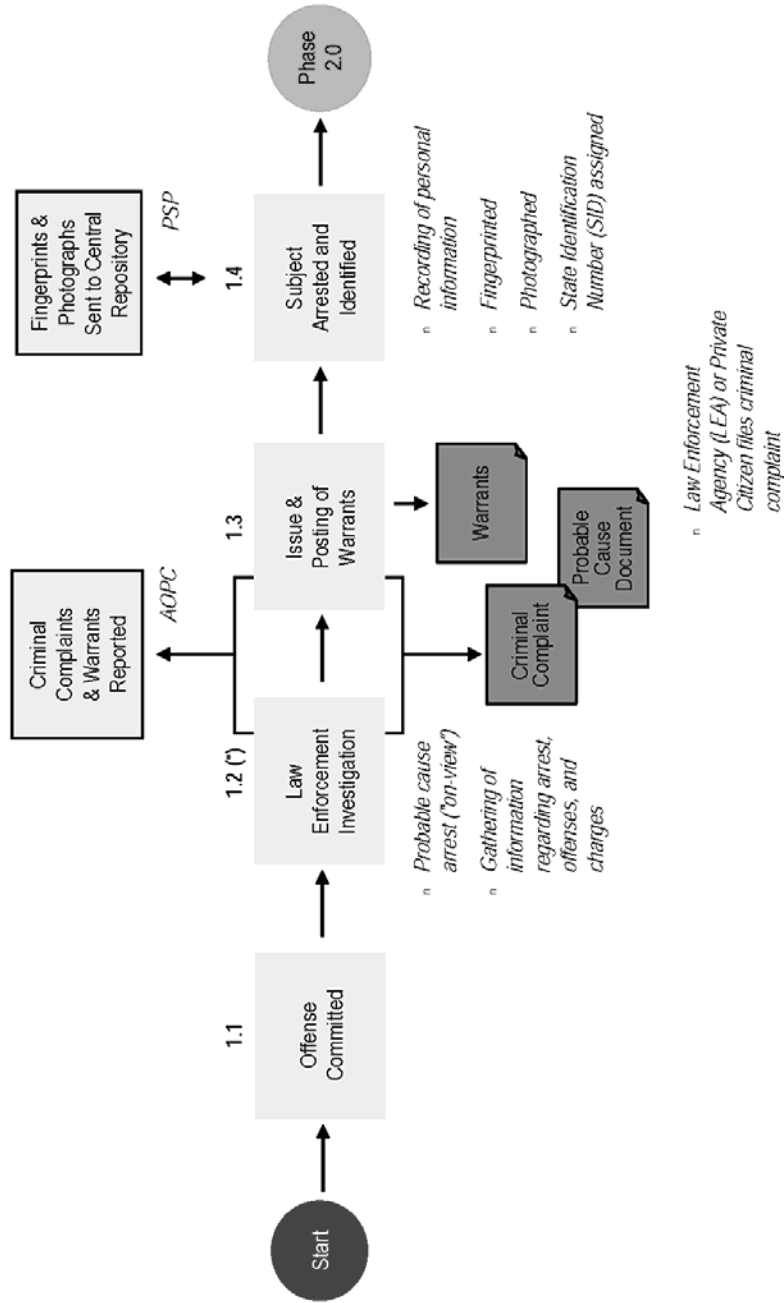 Start
1.1
Offense
Committed
1.2 (*)
Law
Enforcement
Investigation
Criminal
Complaints
& Warrants
Reported
AOPC
1.3
Issue &
Posting of
Warrants
Fingerprints &
Photographs
Sent to Central
Repository
PSP
1.4
Subject
Arrested and
Identified
Phase
2.0
n Probable cause
arrest ("on-view")
n Gathering of
information
regarding arrest,
offenses, and
charges
Criminal
Complaint
Probable
Cause
Document
Warrants
n Recording of personal
information
n Fingerprinted
n Photographed
n State Identification
Number (SID) assigned
n Law Enforcement
Agency (LEA) or Private
Citizen files criminal
complaint